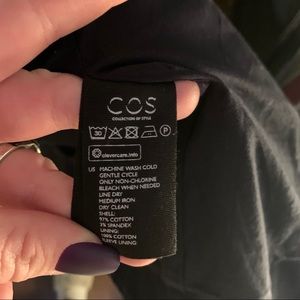 COS
COLLECTION OF STYLE
30 P
clevercare.info
US MACHINE WASH COLD
GENTLE CYCLE
ONLY NON-CHLORINE
BLEACH WHEN NEEDED
LINE DRY
MEDIUM IRON
DRY CLEAN
SHELL:
97% COTTON
3% SPANDEX
LINING:
100% COTTON
SLEEVE LINING: